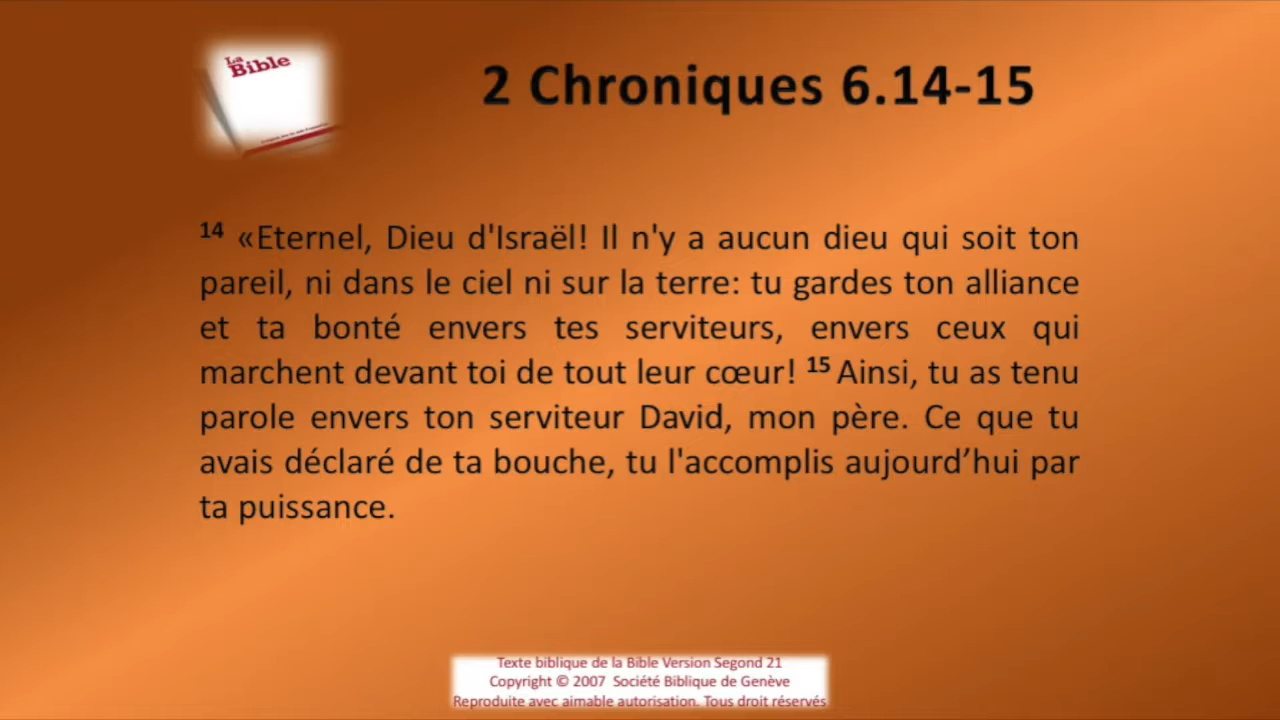 La
Bible
2 Chroniques 6.14-15
14 «Eternel, Dieu d'Israël! Il n'y a aucun dieu qui soit ton
pareil, ni dans le ciel ni sur la terre: tu gardes ton alliance
et ta bonté envers tes serviteurs, envers ceux qui
marchent devant toi de tout leur cœur! 15 Ainsi, tu as tenu
parole envers ton serviteur David, mon père. Ce que tu
avais déclaré de ta bouche, tu l'accomplis aujourd’hui par
ta puissance.
Texte biblique de la Bible Version Segond 21
Copyright © 2007 Société Biblique de Genève
Reproduite avec aimable autorisation. Tous droit réservés